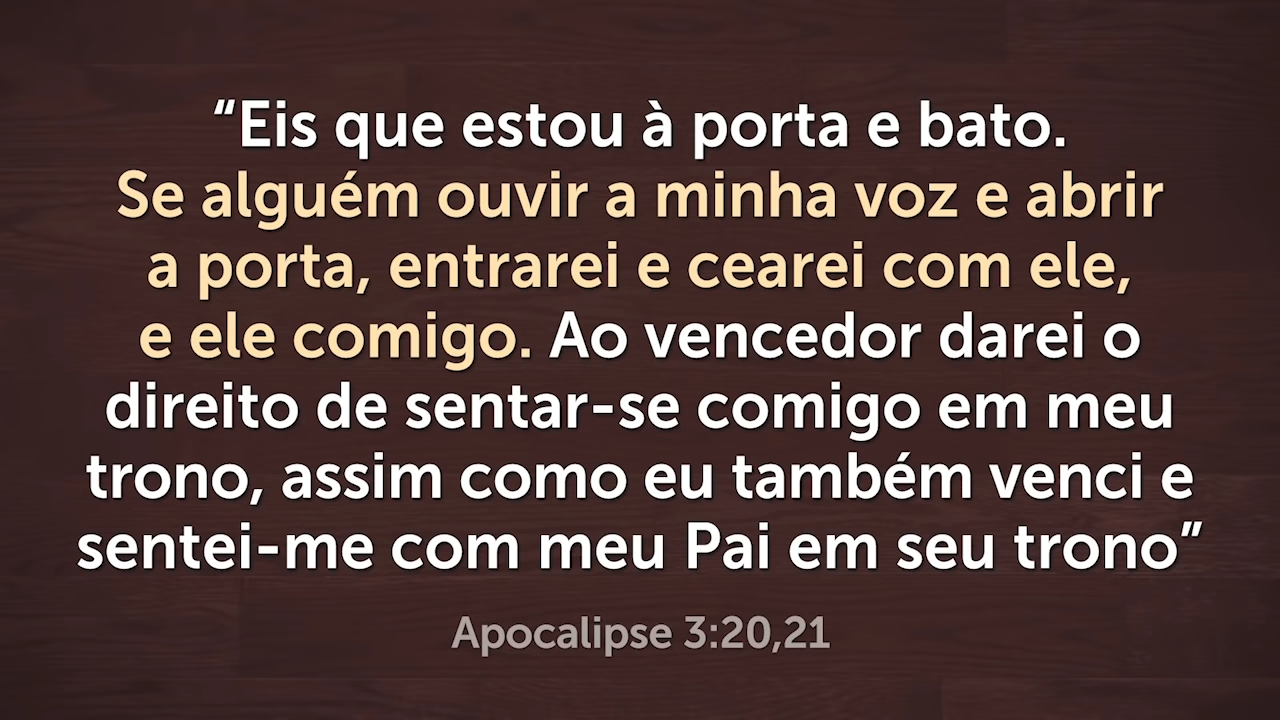 “Eis que estou à porta e bato.
Se alguém ouvir a minha voz e abrir
a porta, entrarei e cearei com ele,
e ele comigo. Ao vencedor darei o
direito de sentar-se comigo em meu
trono, assim como eu também venci e
sentei-me com meu Pai em seu trono”
Apocalipse 3:20,21